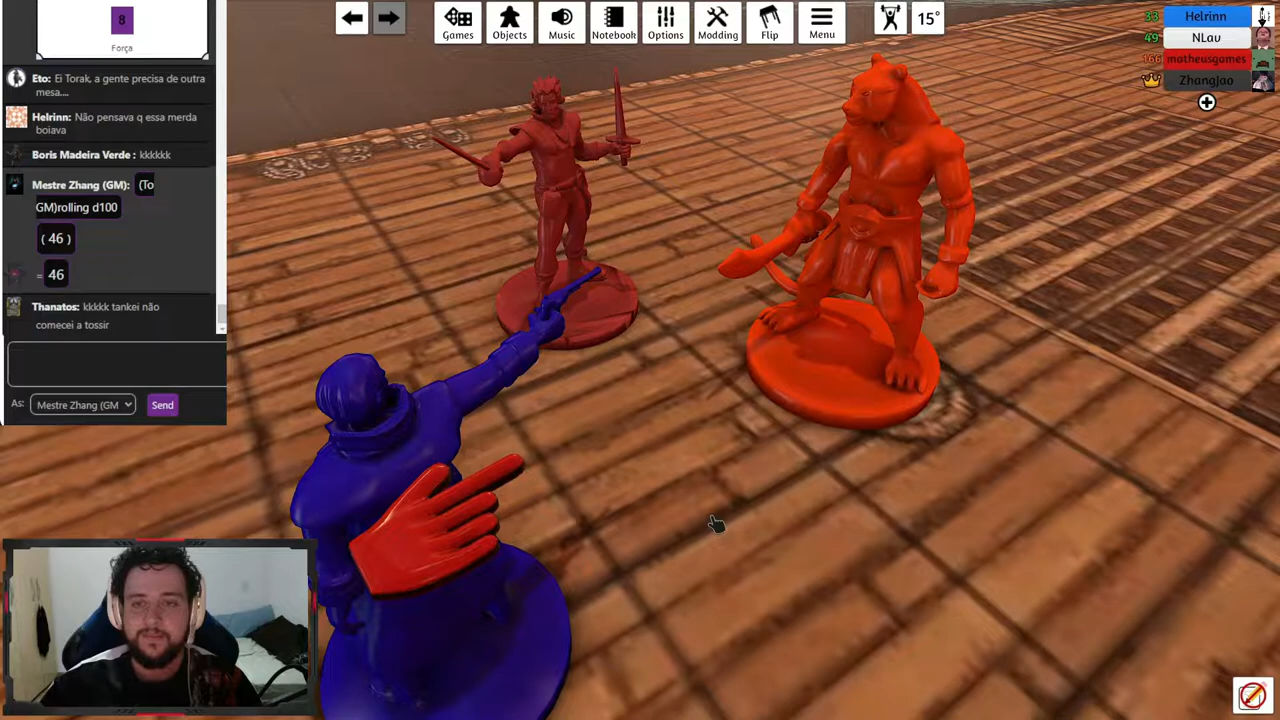 8
Força
Eto: Ei Torak, a gente precisa de outra
mesa....
Helrinn: Não pensava q essa merda
boiava
Boris Madeira Verde : kkkkkk
Mestre Zhang (GM): (To
GM)rolling d100
( 46 )
= 46
Thanatos: kkkkk tankei não
comecei a tossir
As: Mestre Zhang (GM Send
Games Objects Music Notebook Options Modding Flip Menu 15°
33 Helrinn
49 NLau
166 matheusgames
ZhangJao